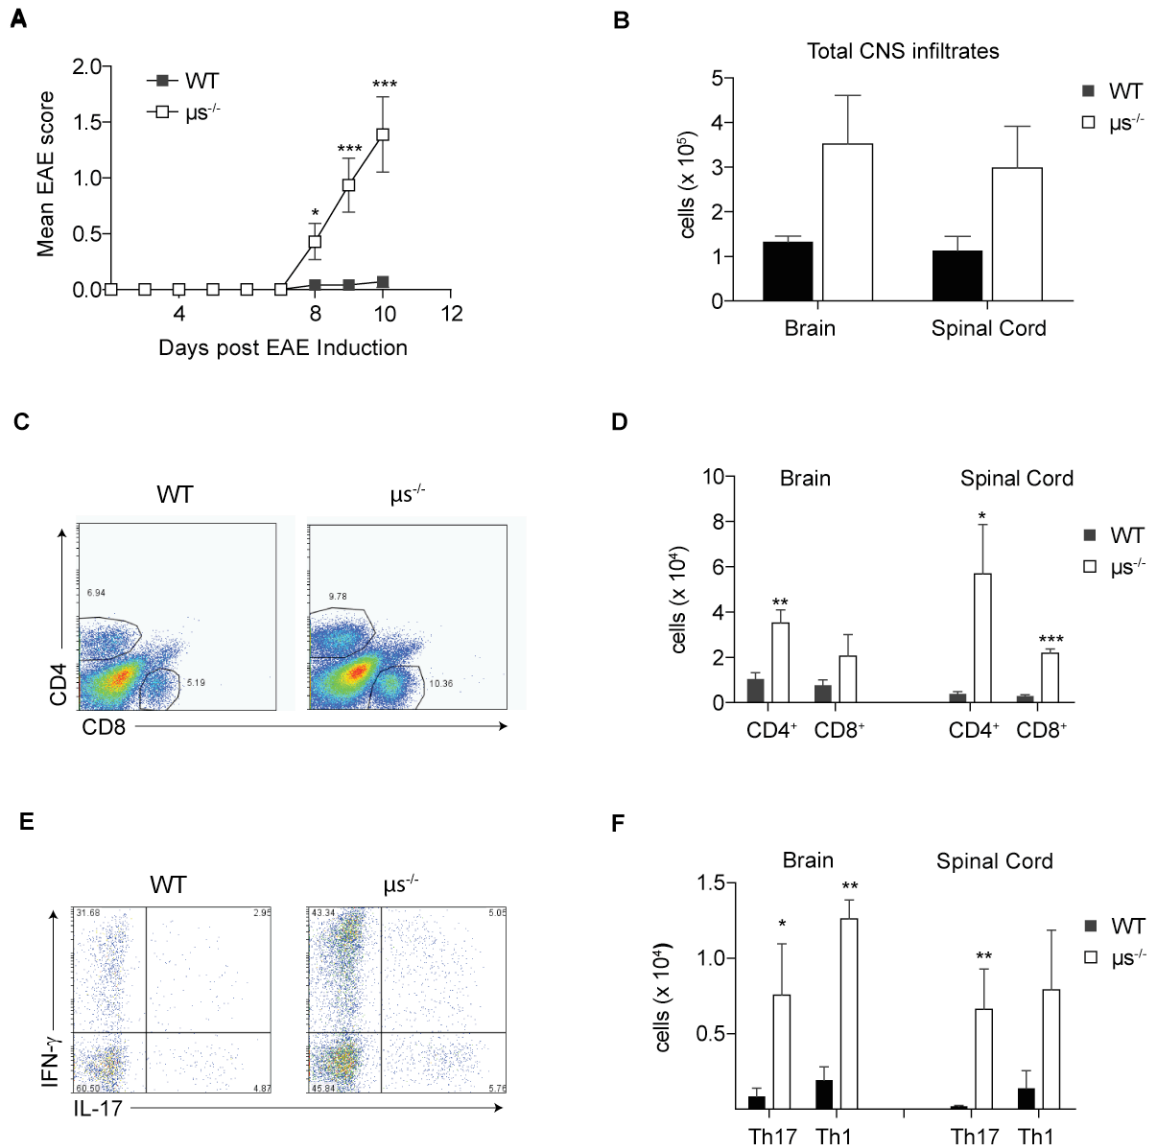 A
2.0
1.5
1.0
0.5
0.0
WT
µs-/-
*
***
***
4
8
10
12
Mean EAE score
Days post EAE Induction
B
Total CNS infiltrates
5
4
3
2
1
0
cells (x 10⁵)
WT
µs-/-
Brain
Spinal Cord
C
WT
µs-/-
6.94
5.19
9.78
10.36
CD4
CD8
D
Brain
Spinal Cord
10
8
6
4
2
0
cells (x 10⁴)
**
*
***
WT
µs-/-
CD4⁺
CD8⁺
CD4⁺
CD8⁺
E
WT
µs-/-
31.68
2.95
60.50
4.87
43.34
5.05
45.84
5.76
IFN-γ
IL-17
F
Brain
Spinal Cord
1.5
1.0
0.5
cells (x 10⁴)
*
**
**
WT
µs-/-
Th17
Th1
Th17
Th1